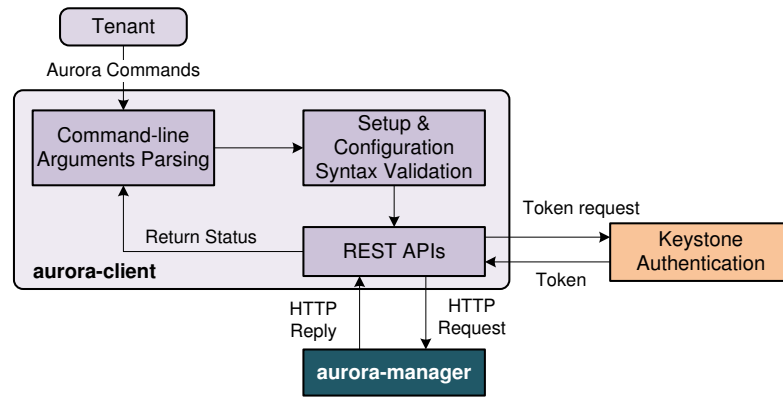 Tenant
Aurora Commands
Command-line
Arguments Parsing
Setup &
Configuration
Syntax Validation
Return Status
REST APIs
Token request
Token
Keystone
Authentication
aurora-client
HTTP
Reply
HTTP
Request
aurora-manager